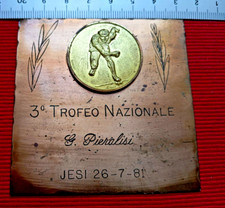 3° TROFEO NAZIONALE
G. Pieralisi
JESI 26-7-81